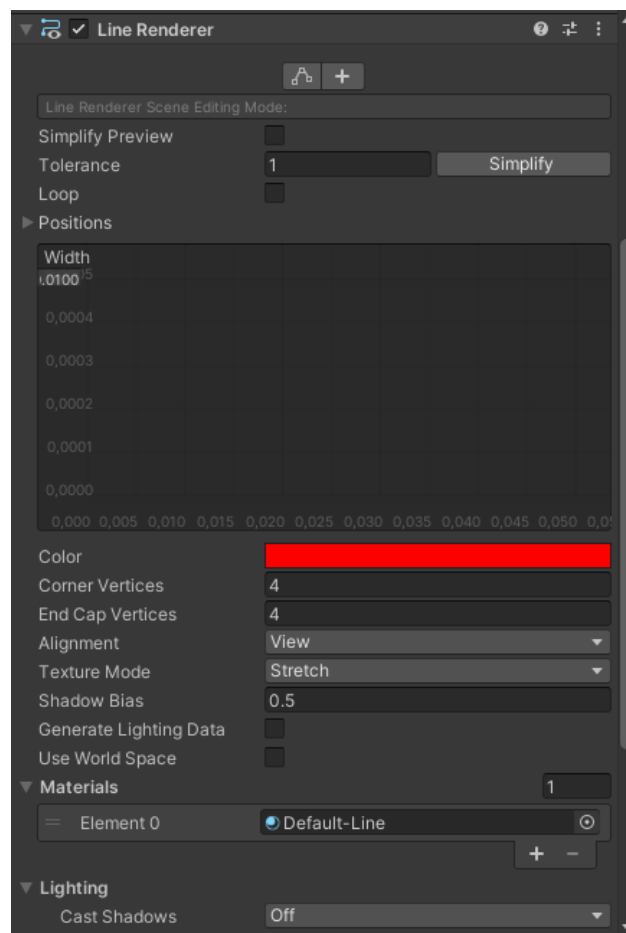 Line Renderer
Line Renderer Scene Editing Mode:
Simplify Preview
Tolerance 1 Simplify
Loop
Positions
Width
.0100 5
0,0004
0,0003
0,0002
0,0001
0,0000
0,000 0,005 0,010 0,015 0,020 0,025 0,030 0,035 0,040 0,045 0,050 0,0
Color
Corner Vertices 4
End Cap Vertices 4
Alignment View
Texture Mode Stretch
Shadow Bias 0.5
Generate Lighting Data
Use World Space
Materials 1
Element 0 Default-Line
Lighting
Cast Shadows Off